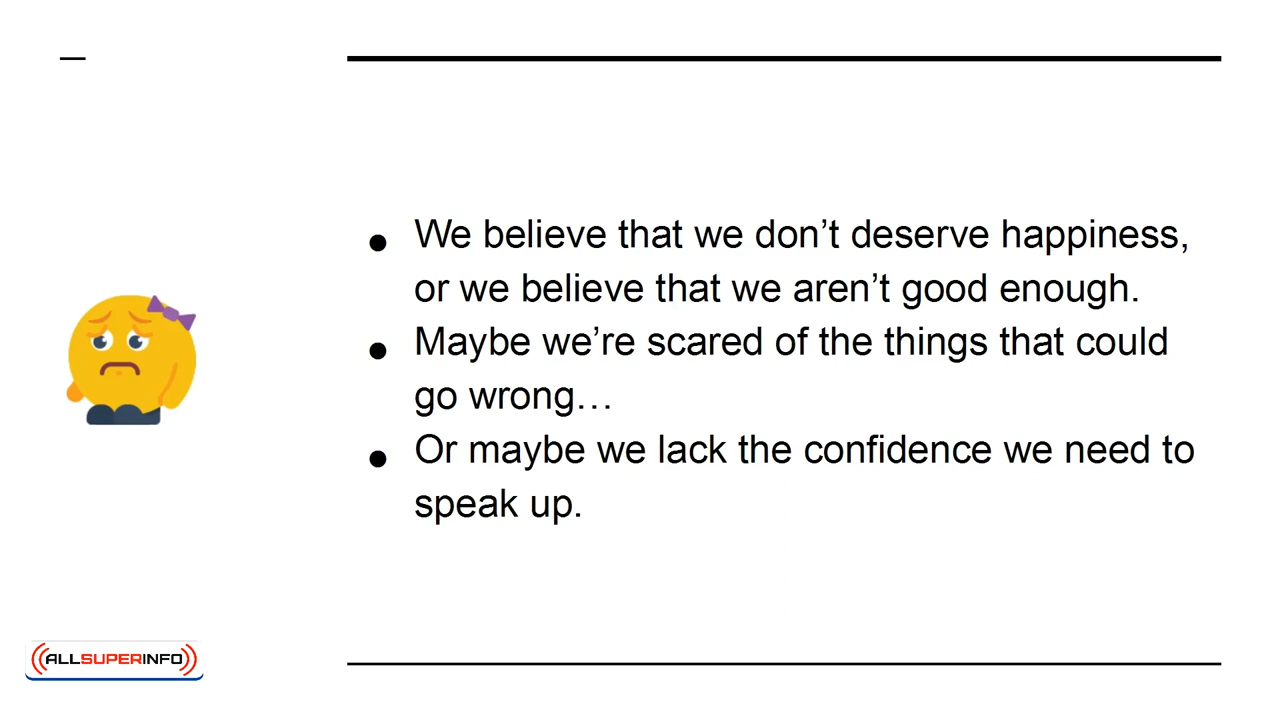 • We believe that we don’t deserve happiness,
or we believe that we aren’t good enough.
• Maybe we’re scared of the things that could
go wrong…
• Or maybe we lack the confidence we need to
speak up.
ALLSUPERINFO